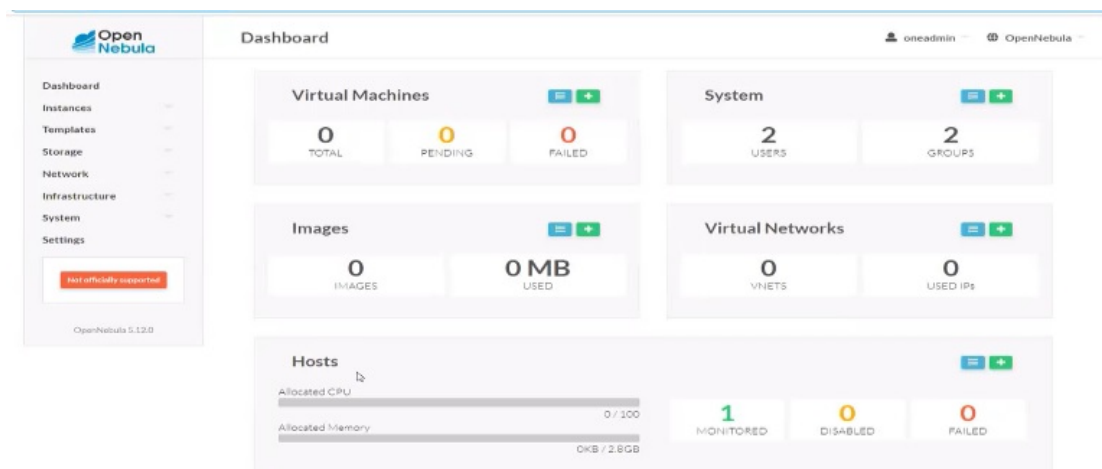 Open
Nebula
Dashboard
oneadmin
OpenNebula
Dashboard
Instances
Templates
Storage
Network
Infrastructure
System
Settings
Not officially supported
OpenNebula 5.12.0
Virtual Machines
0
TOTAL
0
PENDING
0
FAILED
System
2
USERS
2
GROUPS
Images
0
IMAGES
0 MB
USED
Virtual Networks
0
VNETS
0
USED IPs
Hosts
Allocated CPU
0 / 100
Allocated Memory
0KB / 2.8GB
1
MONITORED
0
DISABLED
0
FAILED